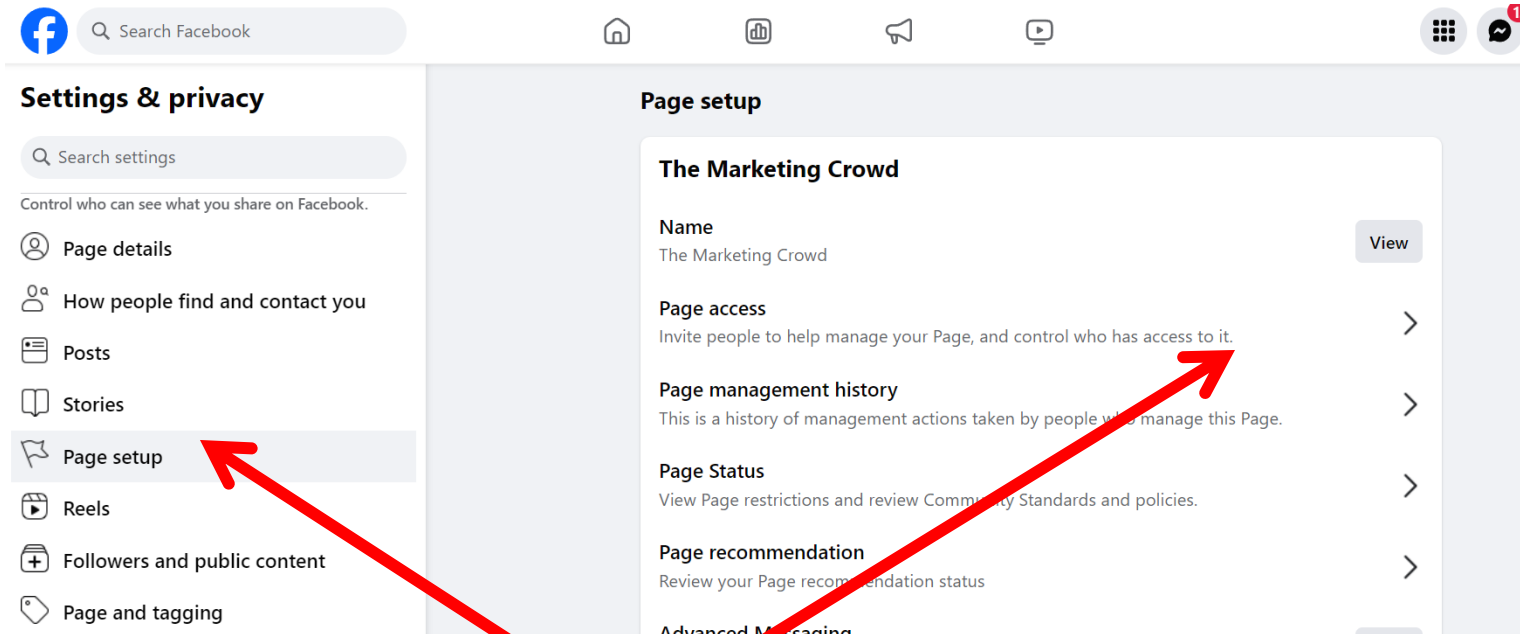 Search Facebook
1
Settings & privacy
Search settings
Control who can see what you share on Facebook.
Page details
How people find and contact you
Posts
Stories
Page setup
Reels
Followers and public content
Page and tagging
Page setup
The Marketing Crowd
Name
The Marketing Crowd
View
Page access
Invite people to help manage your Page, and control who has access to it.
Page management history
This is a history of management actions taken by people who manage this Page.
Page Status
View Page restrictions and review Community Standards and policies.
Page recommendation
Review your Page recommendation status
Advanced Messaging